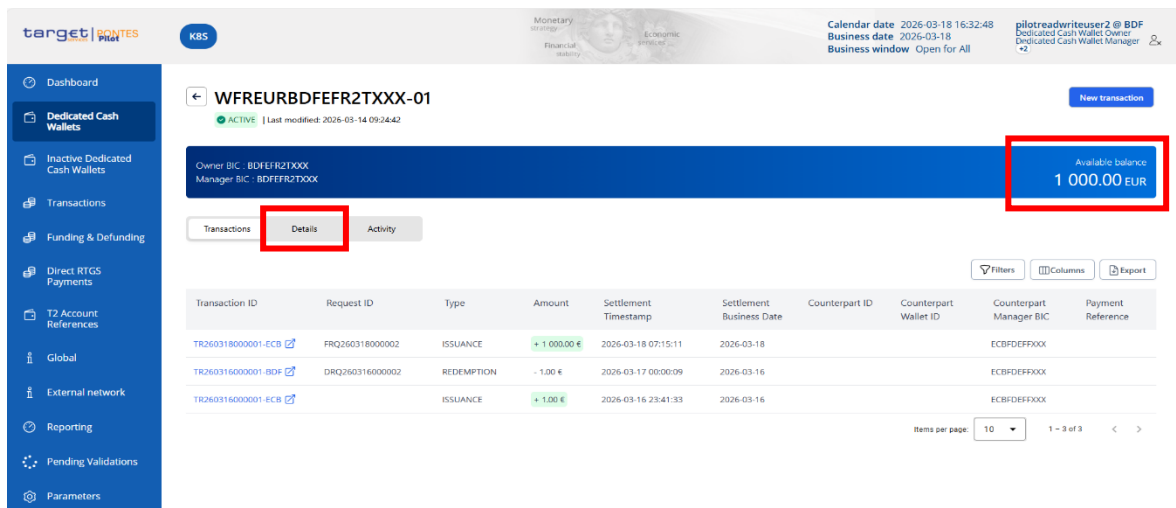 target | PONTES
Pilot
K8S
Monetary
strategy
Financial
stability
Economic
services
Calendar date 2026-03-18 16:32:48
Business date 2026-03-18
Business window Open for All
pilotreadwriteuser2 @ BDF
Dedicated Cash Wallet Owner
Dedicated Cash Wallet Manager
+2
Dashboard
Dedicated Cash
Wallets
Inactive Dedicated
Cash Wallets
Transactions
Funding & Defunding
Direct RTGS
Payments
T2 Account
References
Global
External network
Reporting
Pending Validations
Parameters
WFREURBDFEFR2TXXX-01
New transaction
ACTIVE | Last modified: 2026-03-14 09:24:42
Owner BIC : BDFEFR2TXXX
Manager BIC : BDFEFR2TXXX
Available balance
1 000.00 EUR
Transactions Details Activity
Filters Columns Export
Transaction ID Request ID Type Amount Settlement Timestamp Settlement Business Date Counterpart ID Counterpart Wallet ID Counterpart Manager BIC Payment Reference
TR260318000001-ECB FRQ260318000002 ISSUANCE + 1 000.00 € 2026-03-18 07:15:11 2026-03-18 ECBFDEFFXXX
TR260316000001-BDF DRQ260316000002 REDEMPTION - 1.00 € 2026-03-17 00:00:09 2026-03-16 ECBFDEFFXXX
TR260316000001-ECB ISSUANCE + 1.00 € 2026-03-16 23:41:33 2026-03-16 ECBFDEFFXXX
Items per page: 10 1 – 3 of 3